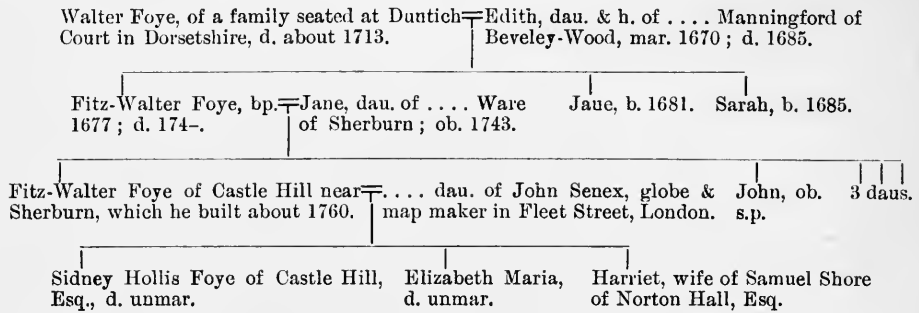 Walter Foye, of a family seated at Duntich = Edith, dau. & h. of . . . . Manningford of
Court in Dorsetshire, d. about 1713. Beveley-Wood, mar. 1670 ; d. 1685.
Fitz-Walter Foye, bp. = Jane, dau. of . . . . Ware Jaue, b. 1681. Sarah, b. 1685.
1677 ; d. 174–. of Sherburn ; ob. 1743.
Fitz-Walter Foye of Castle Hill near = . . . . dau. of John Senex, globe & John, ob. 3 daus.
Sherburn, which he built about 1760. map maker in Fleet Street, London. s.p.
Sidney Hollis Foye of Castle Hill, Elizabeth Maria, Harriet, wife of Samuel Shore
Esq., d. unmar. d. unmar. of Norton Hall, Esq.